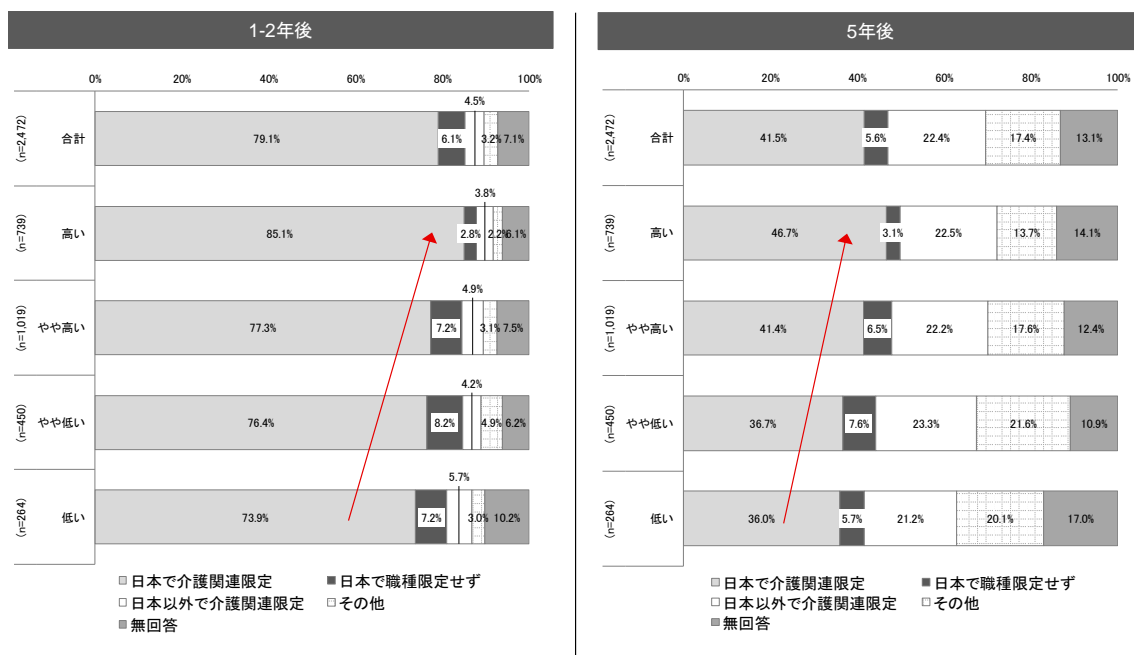 1-2年後
0% 20% 40% 60% 80% 100%
4.5%
(n=2,472) 合計 79.1% 6.1% 3.2% 7.1%
3.8%
(n=739) 高い 85.1% 2.8% 2.2% 6.1%
4.9%
(n=1,019) やや高い 77.3% 7.2% 3.1% 7.5%
4.2%
(n=450) やや低い 76.4% 8.2% 4.9% 6.2%
5.7%
(n=264) 低い 73.9% 7.2% 3.0% 10.2%
日本で介護関連限定 日本で職種限定せず
日本以外で介護関連限定 その他
無回答
5年後
0% 20% 40% 60% 80% 100%
(n=2,472) 合計 41.5% 5.6% 22.4% 17.4% 13.1%
(n=739) 高い 46.7% 3.1% 22.5% 13.7% 14.1%
(n=1,019) やや高い 41.4% 6.5% 22.2% 17.6% 12.4%
(n=450) やや低い 36.7% 7.6% 23.3% 21.6% 10.9%
(n=264) 低い 36.0% 5.7% 21.2% 20.1% 17.0%
日本で介護関連限定 日本で職種限定せず
日本以外で介護関連限定 その他
無回答